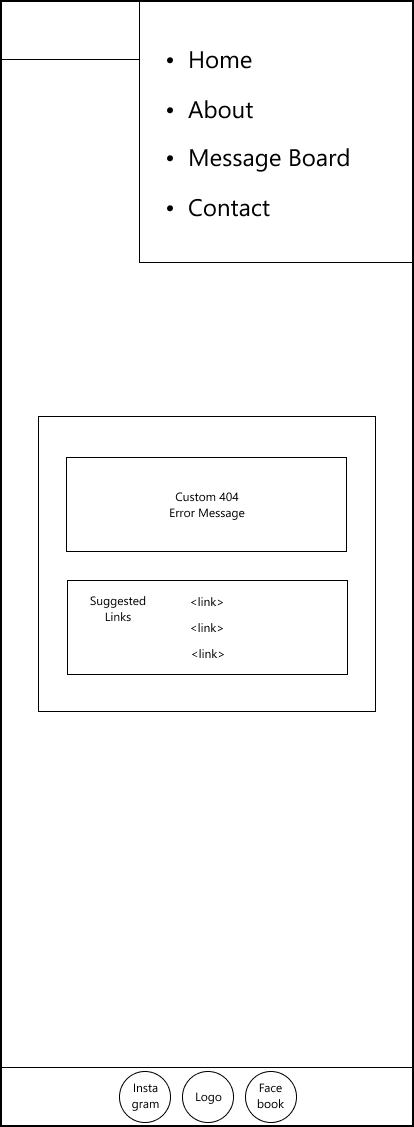 • Home
• About
• Message Board
• Contact
Custom 404
Error Message
Suggested
Links
<link>
<link>
<link>
Insta
gram
Logo
Face
book